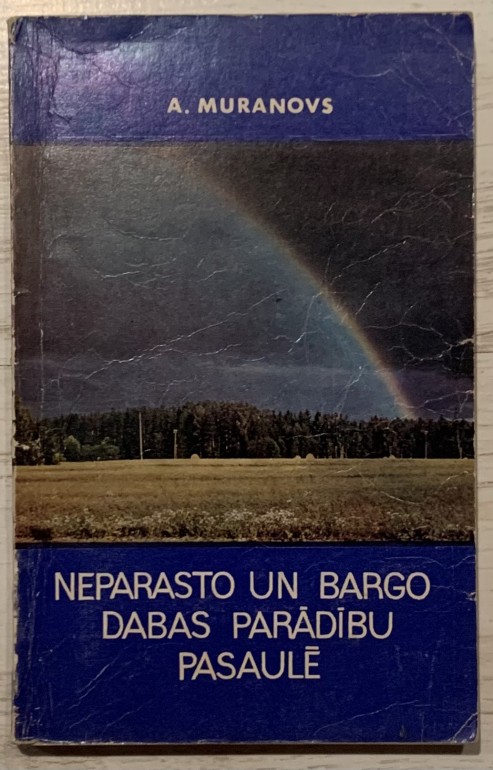 A. MURANOVS
NEPARASTO UN BARGO
DABAS PARĀDĪBU
PASAULĒ